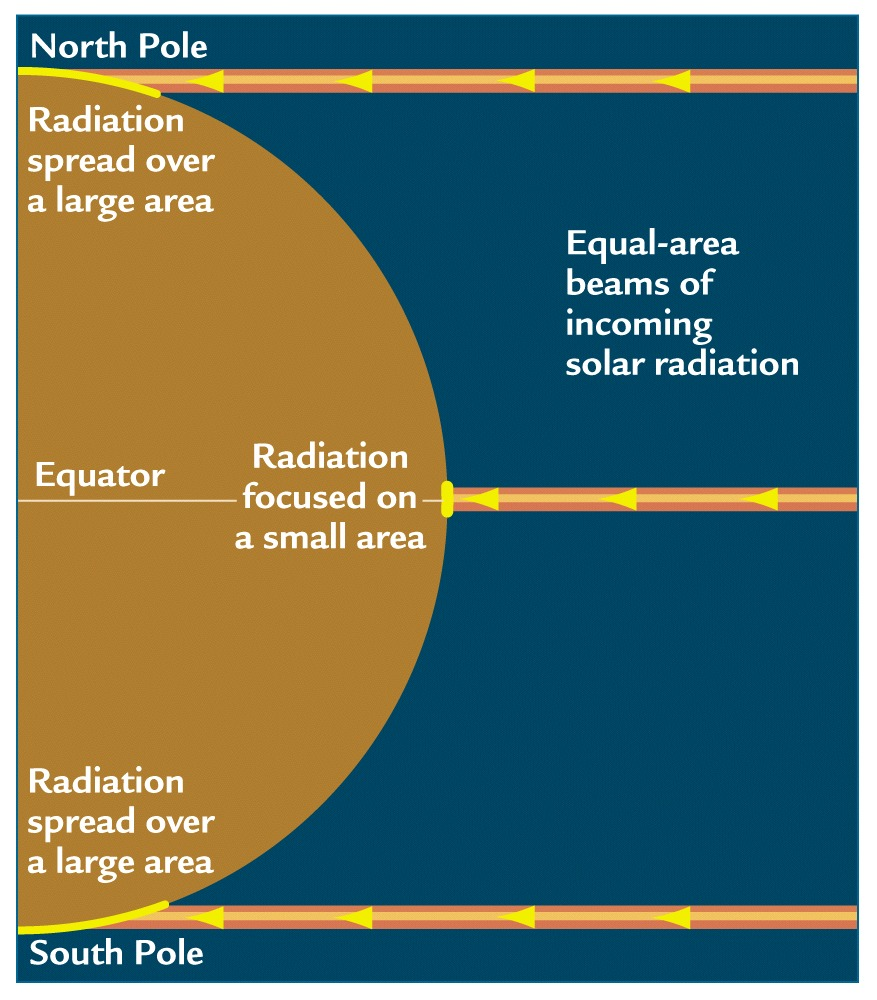 North Pole
Radiation
spread over
a large area
Equal-area
beams of
incoming
solar radiation
Equator
Radiation
focused on
a small area
Radiation
spread over
a large area
South Pole